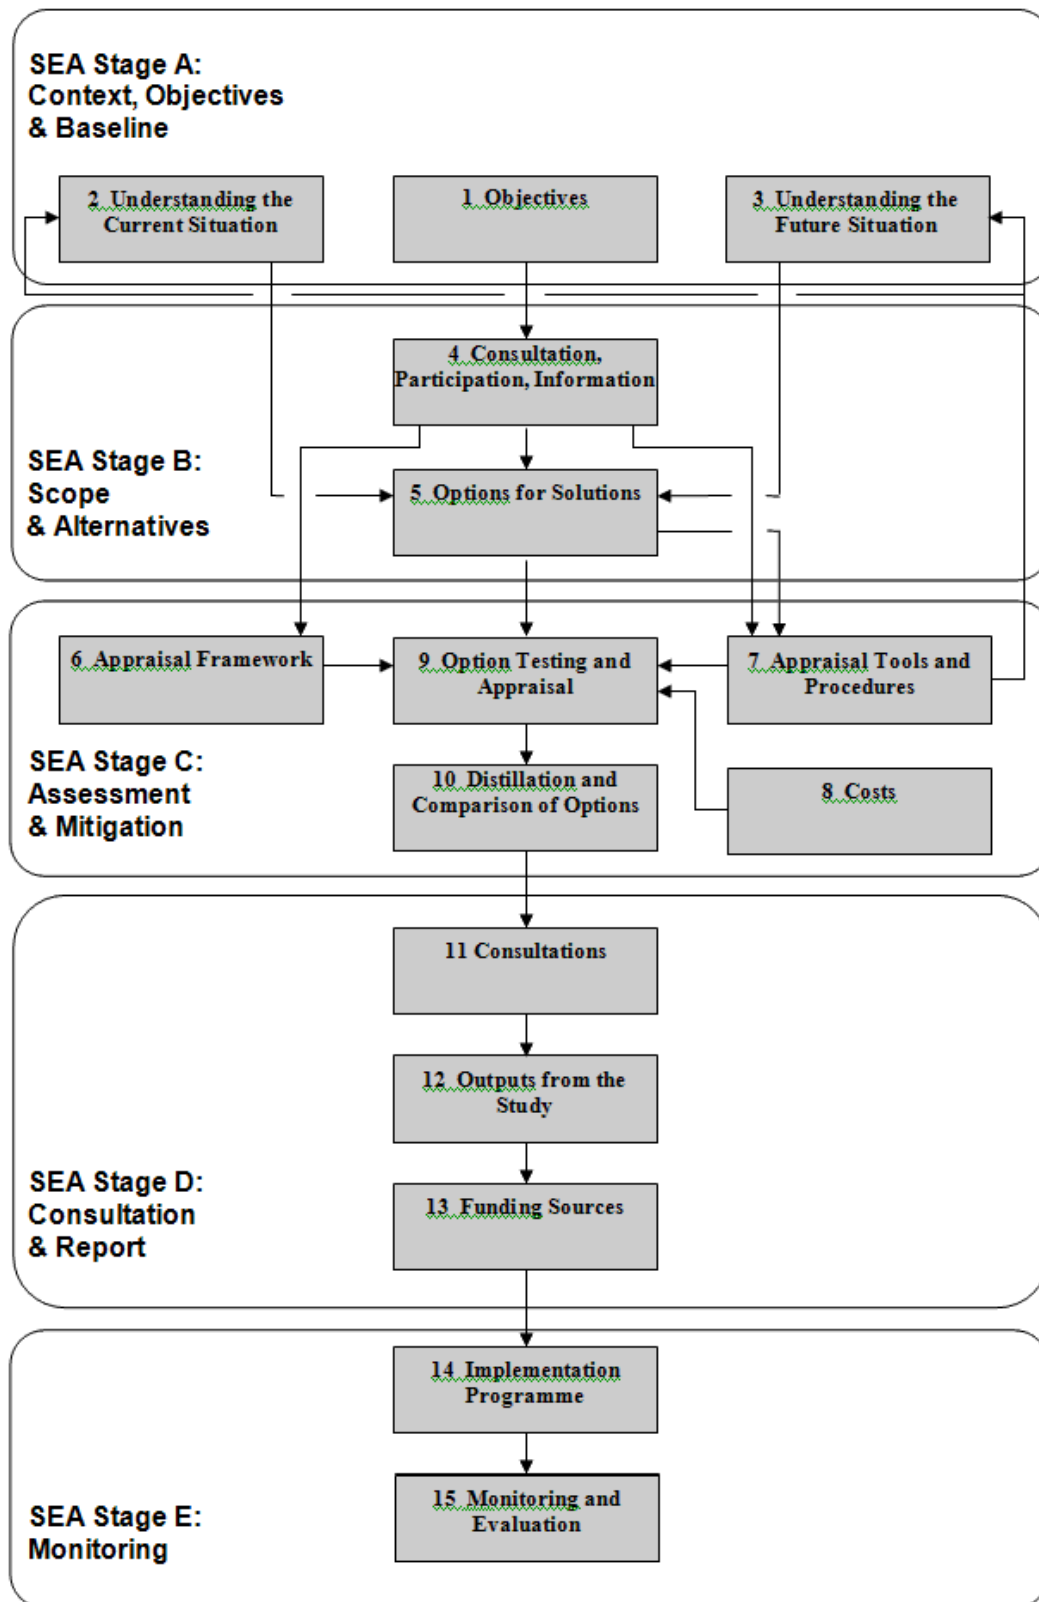 SEA Stage A:
Context, Objectives
& Baseline
2 Understanding the
Current Situation
1 Objectives
3 Understanding the
Future Situation
4 Consultation,
Participation, Information
SEA Stage B:
Scope
& Alternatives
5 Options for Solutions
6 Appraisal Framework
9 Option Testing and
Appraisal
7 Appraisal Tools and
Procedures
SEA Stage C:
Assessment
& Mitigation
10 Distillation and
Comparison of Options
8 Costs
11 Consultations
12 Outputs from the
Study
SEA Stage D:
Consultation
& Report
13 Funding Sources
14 Implementation
Programme
SEA Stage E:
Monitoring
15 Monitoring and
Evaluation